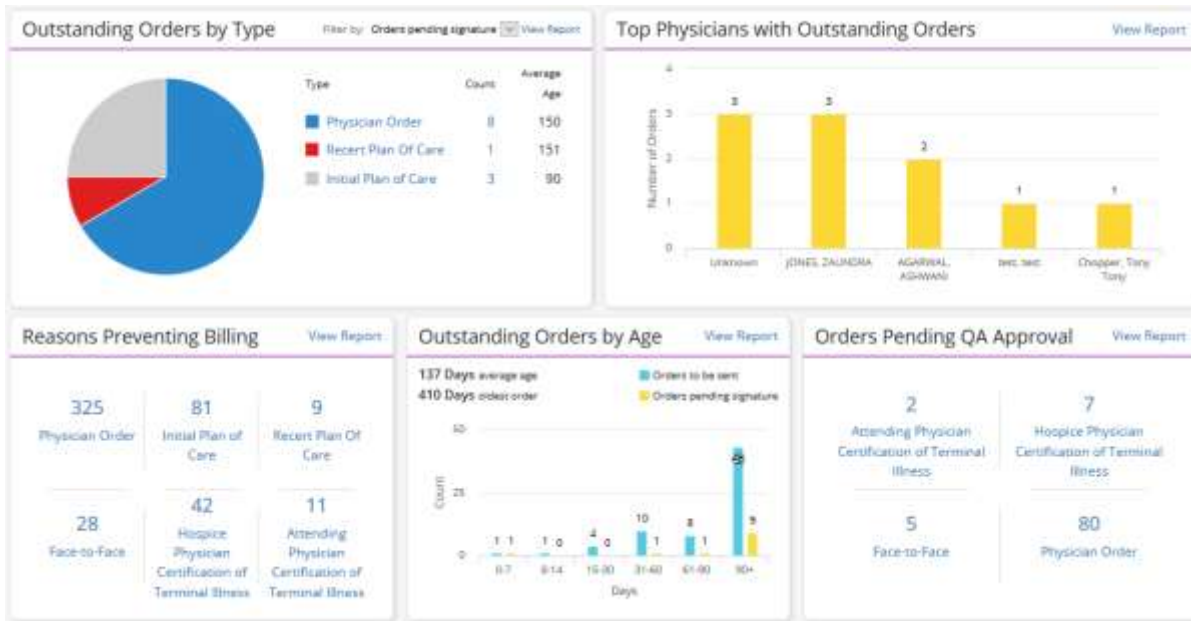 Outstanding Orders by Type
Filter by: Orders pending signature View Report
Type Count Average Age
Physician Order 8 150
Recert Plan Of Care 1 151
Initial Plan of Care 3 90
Top Physicians with Outstanding Orders View Report
Number of Orders
4
3
2
1
0
3 3 2 1 1
Unknown
JONES, ZAUNDRA
AGARWAL, ASHWANI
test, test
Chopper, Tony Tony
Reasons Preventing Billing View Report
325
Physician Order
81
Initial Plan of
Care
9
Recert Plan Of
Care
28
Face-to-Face
42
Hospice
Physician
Certification of
Terminal Illness
11
Attending
Physician
Certification of
Terminal Illness
Outstanding Orders by Age View Report
137 Days average age
410 Days oldest order
Orders to be sent
Orders pending signature
Count
50
25
0
1 1 1 0 4 0 10 1 8 1 9
0-7 8-14 15-30 31-60 61-90 90+
Days
Orders Pending QA Approval View Report
2
Attending Physician
Certification of Terminal
Illness
7
Hospice Physician
Certification of Terminal
Illness
5
Face-to-Face
80
Physician Order